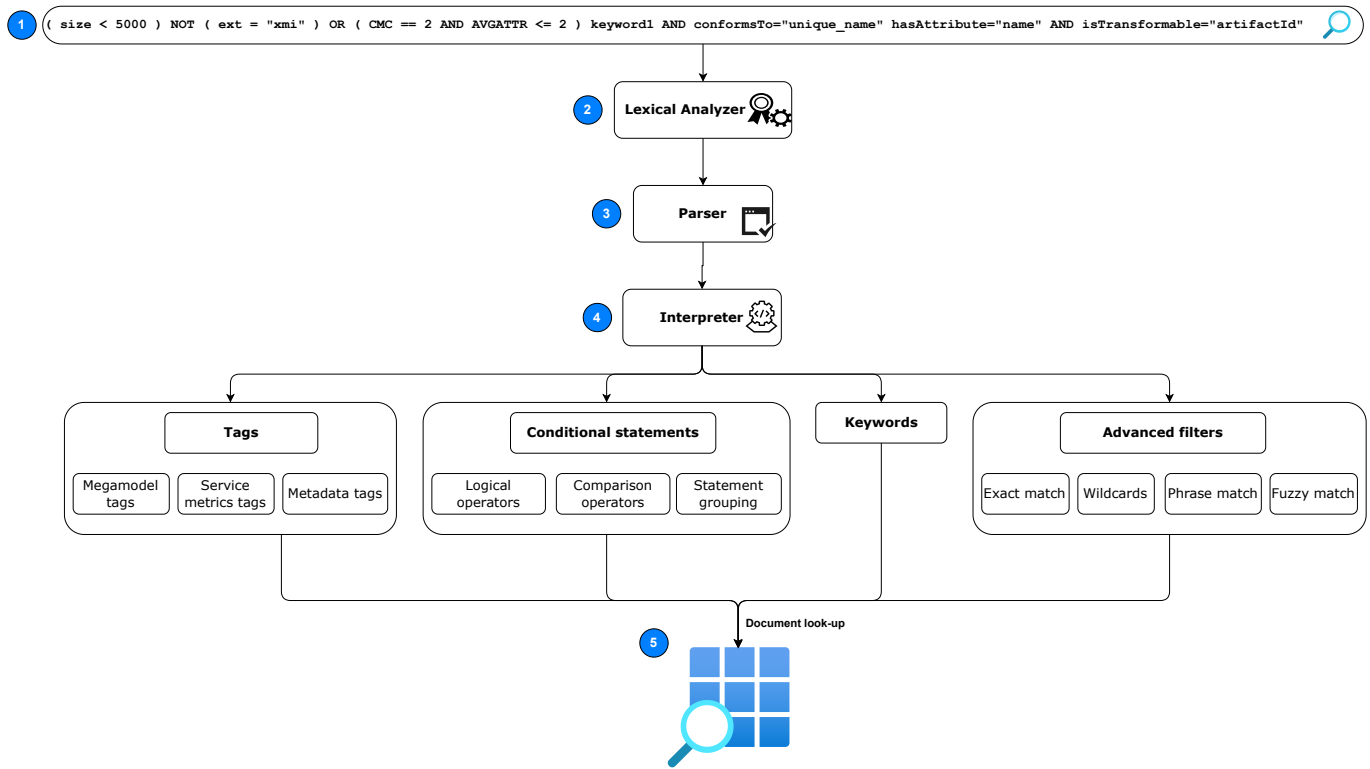 1
( size < 5000 ) NOT ( ext = "xmi" ) OR ( CMC == 2 AND AVGATTR <= 2 ) keyword1 AND conformsTo="unique_name" hasAttribute="name" AND isTransformable="artifactId"
2
Lexical Analyzer
3
Parser
4
Interpreter
Tags
Megamodel
tags
Service
metrics tags
Metadata tags
Conditional statements
Logical
operators
Comparison
operators
Statement
grouping
Keywords
Advanced filters
Exact match
Wildcards
Phrase match
Fuzzy match
Document look-up
5